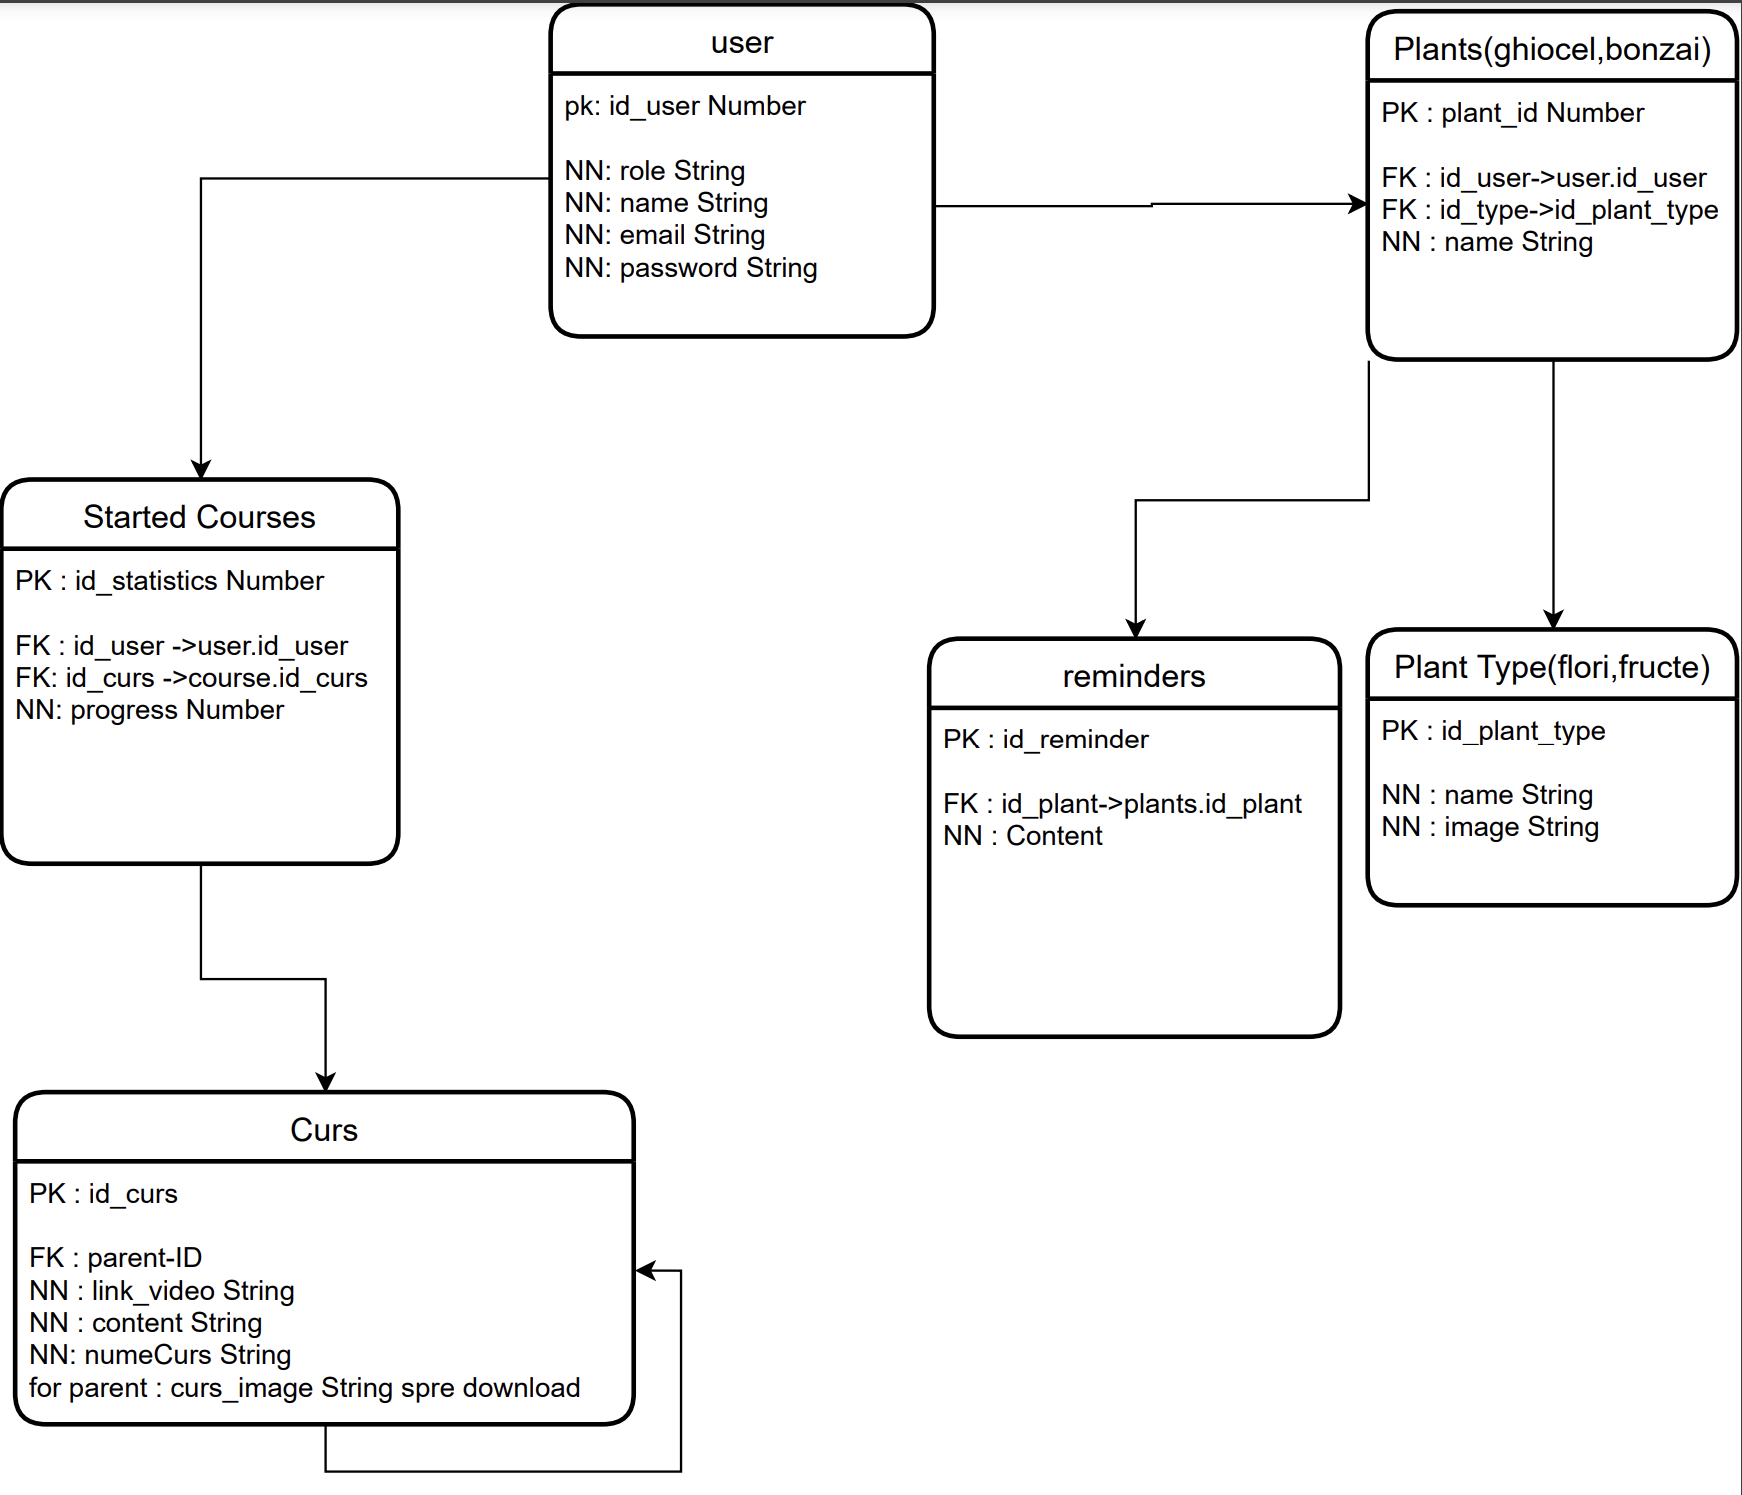 user
pk: id_user Number
NN: role String
NN: name String
NN: email String
NN: password String
Plants(ghiocel,bonzai)
PK : plant_id Number
FK : id_user->user.id_user
FK : id_type->id_plant_type
NN : name String
Started Courses
PK : id_statistics Number
FK : id_user ->user.id_user
FK: id_curs ->course.id_curs
NN: progress Number
reminders
PK : id_reminder
FK : id_plant->plants.id_plant
NN : Content
Plant Type(flori,fructe)
PK : id_plant_type
NN : name String
NN : image String
Curs
PK : id_curs
FK : parent-ID
NN : link_video String
NN : content String
NN: numeCurs String
for parent : curs_image String spre download